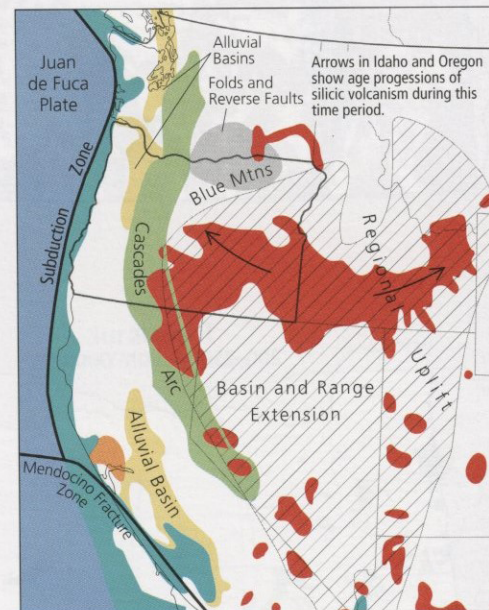 Juan
de Fuca
Plate
Alluvial
Basins
Folds and
Reverse Faults
Arrows in Idaho and Oregon
show age progessions of
silicic volcanism during this
time period.
Subduction Zone
Cascades Arc
Blue Mtns
Regional Uplift
Basin and Range
Extension
Alluvial Basin
Mendocino Fracture
Zone